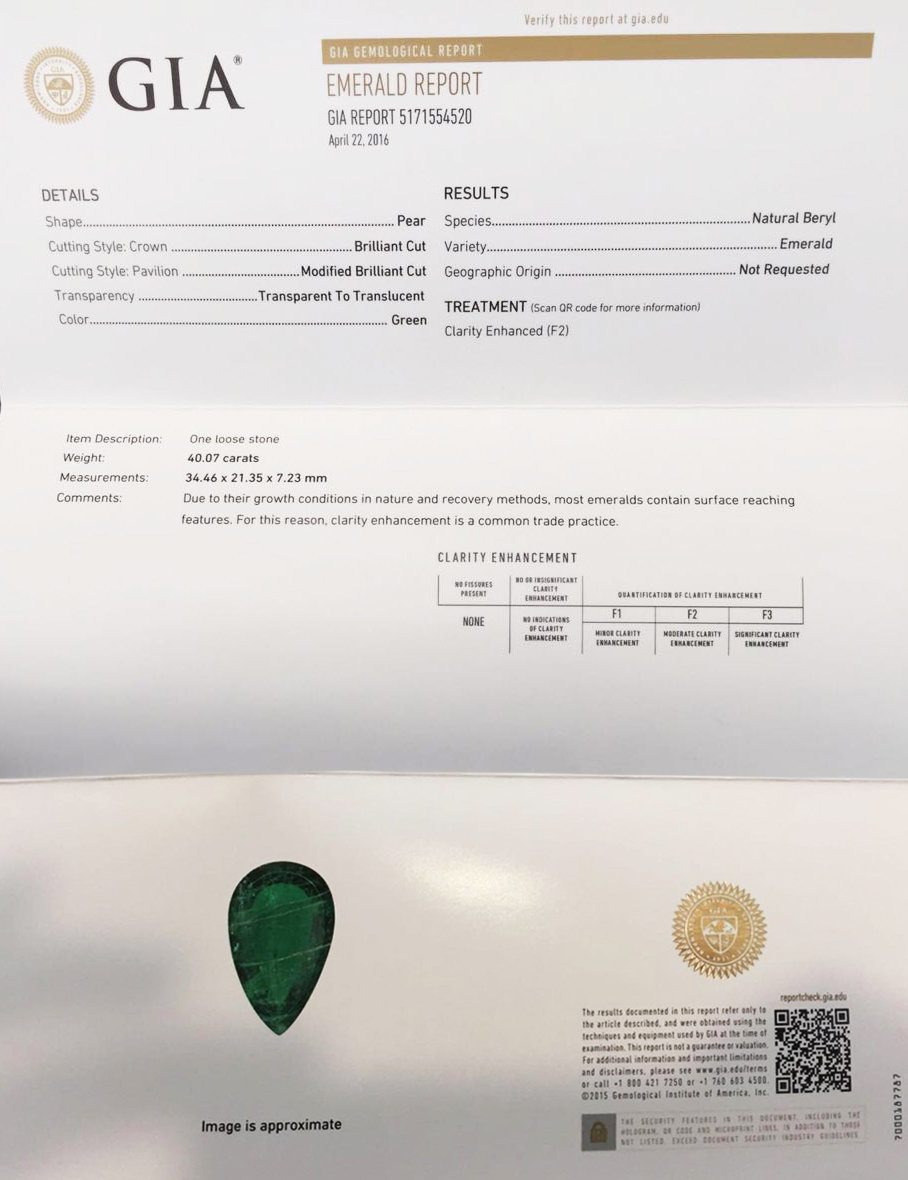 Verify this report at gia.edu
GIA®
GIA GEMOLOGICAL REPORT
EMERALD REPORT
GIA REPORT 5171554520
April 22, 2016
DETAILS
Shape.......... Pear
Cutting Style: Crown .......... Brilliant Cut
Cutting Style: Pavilion .......... Modified Brilliant Cut
Transparency .......... Transparent To Translucent
Color.......... Green
RESULTS
Species.......... Natural Beryl
Variety.......... Emerald
Geographic Origin .......... Not Requested
TREATMENT (Scan QR code for more information)
Clarity Enhanced (F2)
Item Description: One loose stone
Weight: 40.07 carats
Measurements: 34.46 x 21.35 x 7.23 mm
Comments: Due to their growth conditions in nature and recovery methods, most emeralds contain surface reaching
features. For this reason, clarity enhancement is a common trade practice.
CLARITY ENHANCEMENT
NO FISSURES
PRESENT
NO OR INSIGNIFICANT
CLARITY
ENHANCEMENT
QUANTIFICATION OF CLARITY ENHANCEMENT
NONE
NO INDICATIONS
OF CLARITY
ENHANCEMENT
F1
F2
F3
MINOR CLARITY
ENHANCEMENT
MODERATE CLARITY
ENHANCEMENT
SIGNIFICANT CLARITY
ENHANCEMENT
Image is approximate
GIA
reportcheck.gia.edu
The results documented in this report refer only to
the article described, and were obtained using the
techniques and equipment used by GIA at the time of
examination. This report is not a guarantee or valuation.
For additional information and important limitations
and disclaimers, please see www.gia.edu/terms
or call +1 800 421 7250 or +1 760 603 4500.
©2015 Gemological Institute of America, Inc.
THE SECURITY FEATURES IN THIS DOCUMENT, INCLUDING THE
HOLOGRAM, QR CODE AND MICROPRINT LINES, IN ADDITION TO THOSE
NOT LISTED, EXCEED DOCUMENT SECURITY INDUSTRY GUIDELINES.
7000187787